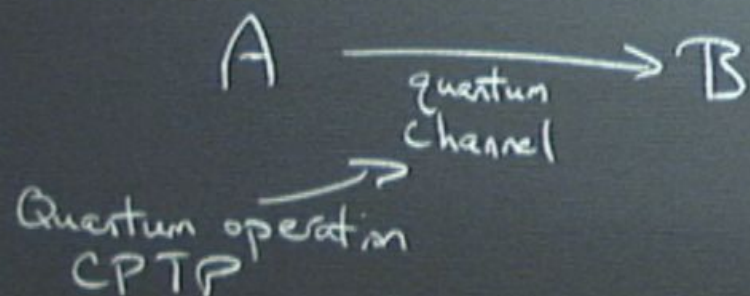 A → B
quantum
channel
Quantum operation
CPTP